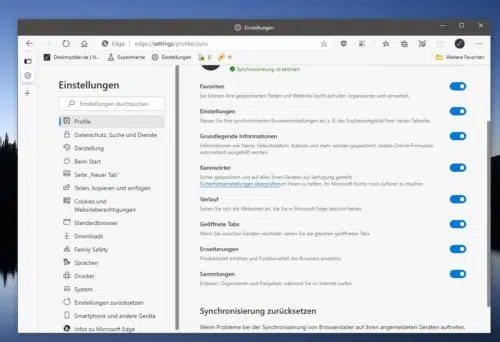 Einstellungen
Edge | edge://settings/profiles/sync
Deskmodder.de | N...
Experimente
Einstellungen
U
Weitere Favoriten
Einstellungen
Einstellungen durchsuchen
Profile
Datenschutz, Suche und Dienste
Darstellung
Beim Start
Seite „Neuer Tab"
Teilen, kopieren und einfügen
Cookies und
Websiteberechtigungen
Standardbrowser
Downloads
Family Safety
Sprachen
Drucker
System
Einstellungen zurücksetzen
Smartphone und andere Geräte
Infos zu Microsoft Edge
Synchronisierung ist aktiviert
Favoriten
Sie können Ihre gespeicherten Seiten und Websites leicht aufrufen, organisieren und verwalten.
Einstellungen
Passen Sie Ihre synchronisierten Browsereinstellungen an, z. B. das Erscheinungsbild Ihrer neuen Tabseite.
Grundlegende Informationen
Informationen wie Name, Geburtsdatum, Adresse und mehr werden gespeichert, sodass Online-Formulare
automatisch ausgefüllt werden
Kennwörter
Sicher gespeichert und auf allen Ihren Geräten zur Verfügung gestellt
Sicherheitseinstellungen überprüfen um Ihnen zu helfen, Ihr Microsoft-Konto noch sicherer zu machen
Verlauf
Sehen Sie sich die Webseiten an, die Sie in Microsoft Edge besucht haben.
Geöffnete Tabs
Wenn Sie zwischen Geräten wechseln, sehen Sie die gleichen geöffneten Tabs.
Erweiterungen
Produktivität erhöhen und Funktionalität des Browsers erweitern
Sammlungen
Erfassen, Organisieren und Freigeben, während Sie im Internet surfen
Synchronisierung zurücksetzen
Wenn Probleme bei der Synchronisierung von Browserdaten auf Ihren angemeldeten Geräten auftreten.